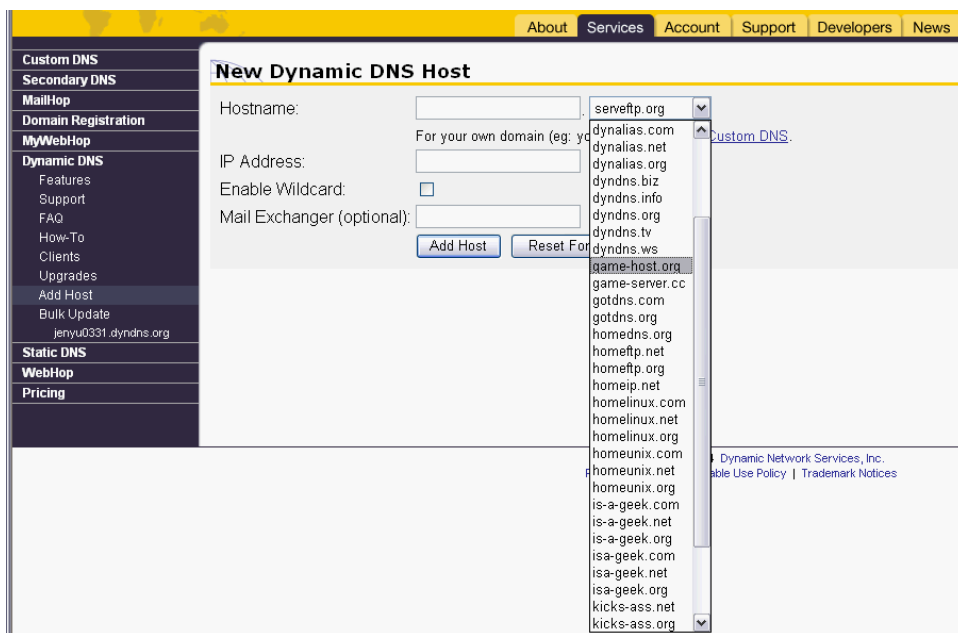 About Services Account Support Developers News
Custom DNS
Secondary DNS
MailHop
Domain Registration
MyWebHop
Dynamic DNS
Features
Support
FAQ
How-To
Clients
Upgrades
Add Host
Bulk Update
jenyu0331.dyndns.org
Static DNS
WebHop
Pricing
New Dynamic DNS Host
Hostname: . serveftp.org
For your own domain (eg: Custom DNS.
IP Address:
Enable Wildcard:
Mail Exchanger (optional):
Add Host Reset For
dynalias.com
dynalias.net
dynalias.org
dyndns.biz
dyndns.info
dyndns.org
dyndns.tv
dyndns.ws
game-host.org
game-server.cc
gotdns.com
gotdns.org
homedns.org
homeftp.net
homeftp.org
homeip.net
homelinux.com
homelinux.net
homelinux.org
homeunix.com
homeunix.net
homeunix.org
is-a-geek.com
is-a-geek.net
is-a-geek.org
isa-geek.com
isa-geek.net
isa-geek.org
kicks-ass.net
kicks-ass.org
Dynamic Network Services, Inc.
able Use Policy | Trademark Notices